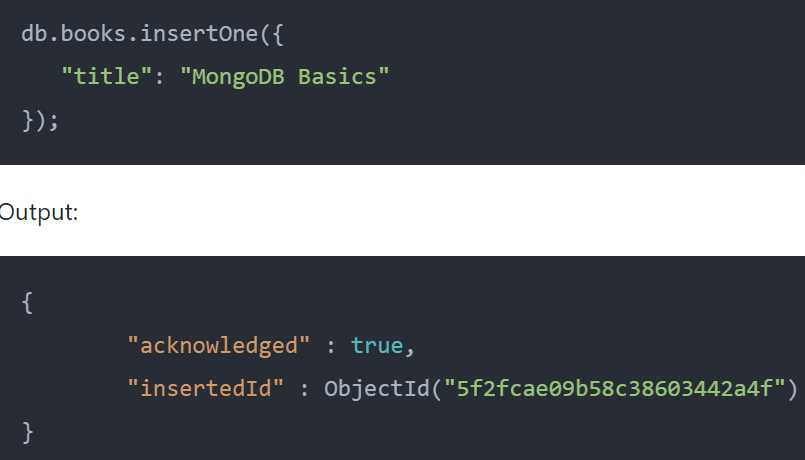 db.books.insertOne({
"title": "MongoDB Basics"
});
Output:
{
"acknowledged" : true,
"insertedId" : ObjectId("5f2fcae09b58c38603442a4f")
}